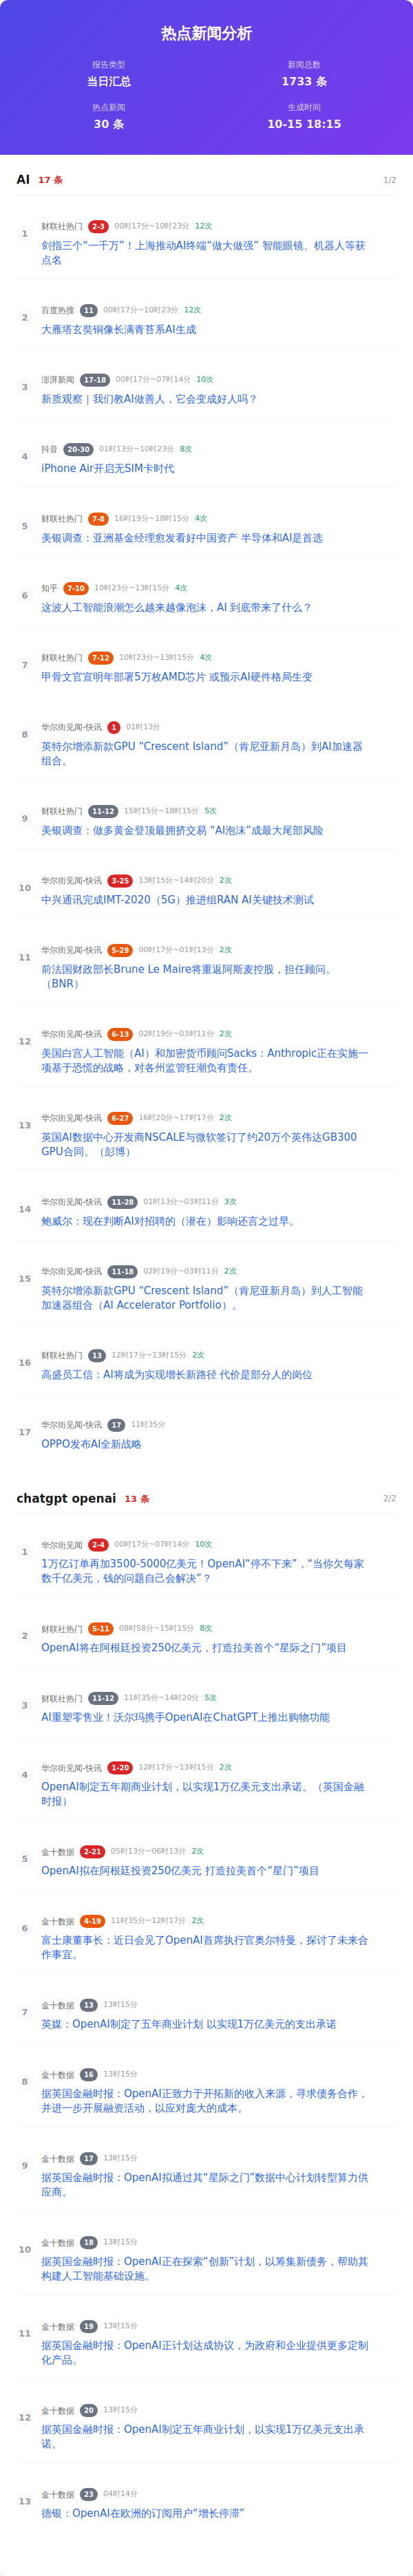 热点新闻分析
报告类型
新闻总数
当日汇总
1733 条
热点新闻
生成时间
30 条
10-15 18:15
AI 17 条 1/2
1
财联社热门 2-3 00时17分~10时23分 12次
剑指三个“一千万”！上海推动AI终端“做大做强” 智能眼镜、机器人等获
点名
2
百度热搜 11 00时17分~10时23分 12次
大雁塔玄奘铜像长满青苔系AI生成
3
澎湃新闻 17-18 00时17分~07时14分 10次
新质观察｜我们教AI做善人，它会变成好人吗？
4
抖音 20-30 01时13分~10时23分 8次
iPhone Air开启无SIM卡时代
5
财联社热门 7-8 16时19分~18时15分 4次
美银调查：亚洲基金经理愈发看好中国资产 半导体和AI是首选
6
知乎 7-10 10时23分~13时15分 4次
这波人工智能浪潮怎么越来越像泡沫，AI 到底带来了什么？
7
财联社热门 7-12 10时23分~13时15分 4次
甲骨文官宣明年部署5万枚AMD芯片 或预示AI硬件格局生变
8
华尔街见闻-快讯 1 01时13分
英特尔增添新款GPU “Crescent Island”（肯尼亚新月岛）到AI加速器
组合。
9
财联社热门 11-12 15时15分~18时15分 5次
美银调查：做多黄金登顶最拥挤交易 “AI泡沫”成最大尾部风险
10
华尔街见闻-快讯 3-25 13时15分~14时20分 2次
中兴通讯完成IMT-2020（5G）推进组RAN AI关键技术测试
11
华尔街见闻-快讯 5-29 00时17分~01时13分 2次
前法国财政部长Brune Le Maire将重返阿斯麦控股，担任顾问。
（BNR）
12
华尔街见闻-快讯 6-13 02时19分~03时11分 2次
美国白宫人工智能（AI）和加密货币顾问Sacks：Anthropic正在实施一
项基于恐慌的战略，对各州监管狂潮负有责任。
13
华尔街见闻-快讯 6-27 16时20分~17时17分 2次
英国AI数据中心开发商NSCALE与微软签订了约20万个英伟达GB300
GPU合同。（彭博）
14
华尔街见闻-快讯 11-28 01时13分~03时11分 3次
鲍威尔：现在判断AI对招聘的（潜在）影响还言之过早。
15
华尔街见闻-快讯 11-18 02时19分~03时11分 2次
英特尔增添新款GPU “Crescent Island”（肯尼亚新月岛）到人工智能
加速器组合（AI Accelerator Portfolio）。
16
财联社热门 13 12时17分~13时15分 2次
高盛员工信：AI将成为实现增长新路径 代价是部分人的岗位
17
华尔街见闻-快讯 17 11时35分
OPPO发布AI全新战略
chatgpt openai 13 条 2/2
1
华尔街见闻 2-4 00时17分~07时14分 10次
1万亿订单再加3500-5000亿美元！OpenAI“停不下来”，“当你欠每家
数千亿美元，钱的问题自己会解决”？
2
财联社热门 5-11 08时58分~15时15分 8次
OpenAI将在阿根廷投资250亿美元，打造拉美首个“星际之门”项目
3
财联社热门 11-12 11时35分~14时20分 5次
AI重塑零售业！沃尔玛携手OpenAI在ChatGPT上推出购物功能
4
华尔街见闻-快讯 1-20 12时17分~13时15分 2次
OpenAI制定五年期商业计划，以实现1万亿美元支出承诺。（英国金融
时报）
5
金十数据 2-21 05时13分~06时13分 2次
OpenAI拟在阿根廷投资250亿美元 打造拉美首个“星门”项目
6
金十数据 4-19 11时35分~12时17分 2次
富士康董事长：近日会见了OpenAI首席执行官奥尔特曼，探讨了未来合
作事宜。
7
金十数据 13 13时15分
英媒：OpenAI制定了五年商业计划 以实现1万亿美元的支出承诺
8
金十数据 16 13时15分
据英国金融时报：OpenAI正致力于开拓新的收入来源，寻求债务合作，
并进一步开展融资活动，以应对庞大的成本。
9
金十数据 17 13时15分
据英国金融时报：OpenAI拟通过其“星际之门”数据中心计划转型算力供
应商。
10
金十数据 18 13时15分
据英国金融时报：OpenAI正在探索“创新”计划，以筹集新债务，帮助其
构建人工智能基础设施。
11
金十数据 19 13时15分
据英国金融时报：OpenAI正计划达成协议，为政府和企业提供更多定制
化产品。
12
金十数据 20 13时15分
据英国金融时报：OpenAI制定五年商业计划，以实现1万亿美元支出承
诺。
13
金十数据 23 04时14分
德银：OpenAI在欧洲的订阅用户“增长停滞”